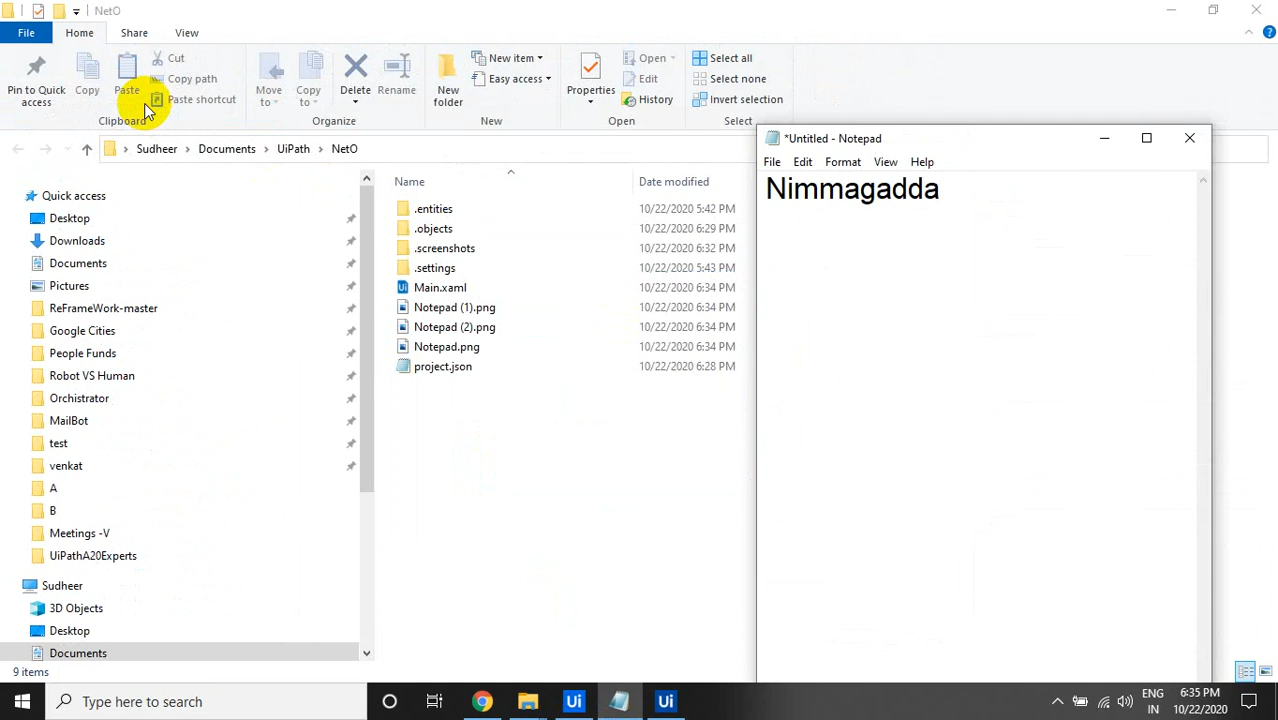 NetO
File
Home
Share
View
Pin to Quick access
Copy
Paste
Cut
Copy path
Paste shortcut
Clipboard
Move to
Copy to
Delete
Rename
Organize
New folder
New item
Easy access
New
Properties
Open
Edit
History
Open
Select all
Select none
Invert selection
Select
Sudheer > Documents > UiPath > NetO
Quick access
Desktop
Downloads
Documents
Pictures
ReFrameWork-master
Google Cities
People Funds
Robot VS Human
Orchistrator
MailBot
test
venkat
A
B
Meetings -V
UiPathA20Experts
Sudheer
3D Objects
Desktop
Documents
9 items
Name Date modified
.entities 10/22/2020 5:42 PM
.objects 10/22/2020 6:29 PM
.screenshots 10/22/2020 6:32 PM
.settings 10/22/2020 5:43 PM
Main.xaml 10/22/2020 6:34 PM
Notepad (1).png 10/22/2020 6:34 PM
Notepad (2).png 10/22/2020 6:34 PM
Notepad.png 10/22/2020 6:34 PM
project.json 10/22/2020 6:28 PM
*Untitled - Notepad
File Edit Format View Help
Nimmagadda
Type here to search
Ui
Ui
ENG
IN
6:35 PM
10/22/2020